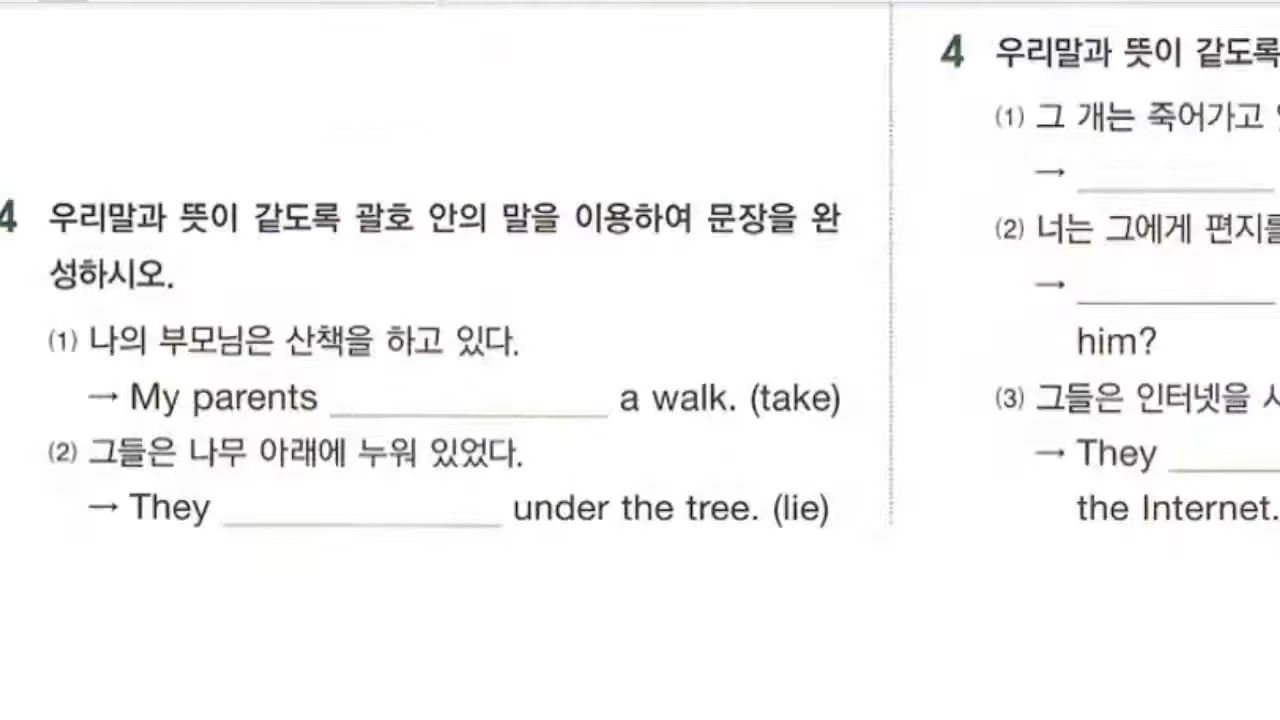 4 우리말과 뜻이 같도록 괄호 안의 말을 이용하여 문장을 완
성하시오.
(1) 나의 부모님은 산책을 하고 있다.
→ My parents ____________ a walk. (take)
(2) 그들은 나무 아래에 누워 있었다.
→ They ____________ under the tree. (lie)
4 우리말과 뜻이 같도록
(1) 그 개는 죽어가고
→ ____________
(2) 너는 그에게 편지를
→ ____________
him?
(3) 그들은 인터넷을
→ They ____________
the Internet.